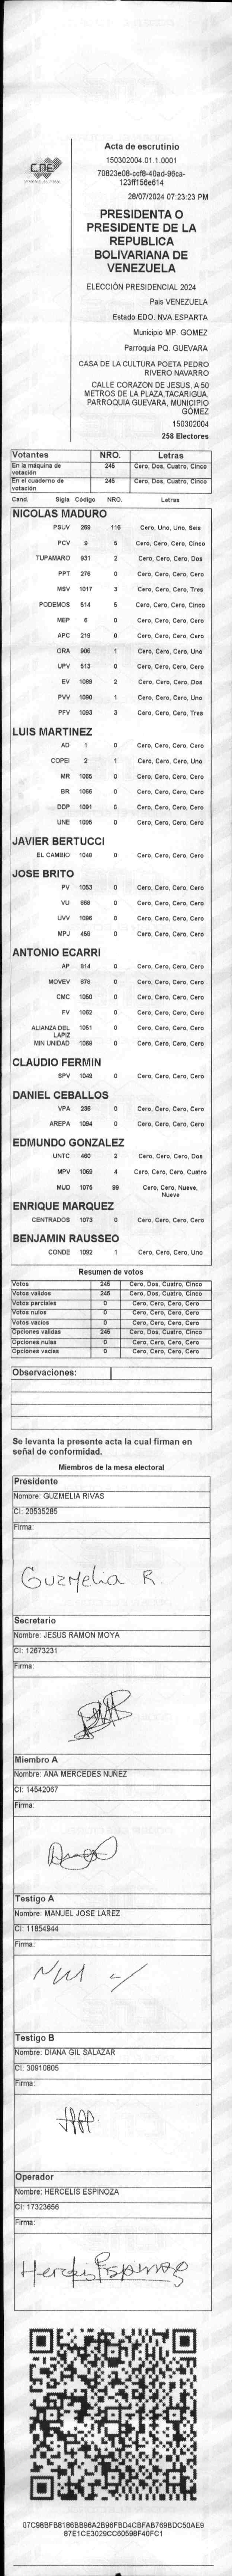 CNE
Acta de escrutinio
150302004.01.1.0001
70823e08-ccf8-40ad-96ca-
123ff156e614
28/07/2024 07:23:23 PM
PRESIDENTA O
PRESIDENTE DE LA
REPUBLICA
BOLIVARIANA DE
VENEZUELA
ELECCIÓN PRESIDENCIAL 2024
Pais VENEZUELA
Estado EDO. NVA.ESPARTA
Municipio MP. GOMEZ
Parroquia PQ. GUEVARA
CASA DE LA CULTURA POETA PEDRO
RIVERO NAVARRO
CALLE CORAZON DE JESUS, A 50
METROS DE LA PLAZA,TACARIGUA,
PARROQUIA GUEVARA, MUNICIPIO
GÓMEZ
150302004
258 Electores
Votantes NRO. Letras
En la máquina de votación 245 Cero, Dos, Cuatro, Cinco
En el cuaderno de votación 245 Cero, Dos, Cuatro, Cinco
Cand. Sigla Código NRO. Letras
NICOLAS MADURO
PSUV 269 116 Cero, Uno, Uno, Seis
PCV 9 5 Cero, Cero, Cero, Cinco
TUPAMARO 931 2 Cero, Cero, Cero, Dos
PPT 276 0 Cero, Cero, Cero, Cero
MSV 1017 3 Cero, Cero, Cero, Tres
PODEMOS 514 5 Cero, Cero, Cero, Cinco
MEP 6 0 Cero, Cero, Cero, Cero
APC 219 0 Cero, Cero, Cero, Cero
ORA 906 1 Cero, Cero, Cero, Uno
UPV 513 0 Cero, Cero, Cero, Cero
EV 1089 2 Cero, Cero, Cero, Dos
PVV 1090 1 Cero, Cero, Cero, Uno
PFV 1093 3 Cero, Cero, Cero, Tres
LUIS MARTINEZ
AD 1 0 Cero, Cero, Cero, Cero
COPEI 2 1 Cero, Cero, Cero, Uno
MR 1065 0 Cero, Cero, Cero, Cero
BR 1066 0 Cero, Cero, Cero, Cero
DDP 1091 0 Cero, Cero, Cero, Cero
UNE 1095 0 Cero, Cero, Cero, Cero
JAVIER BERTUCCI
EL CAMBIO 1048 0 Cero, Cero, Cero, Cero
JOSE BRITO
PV 1053 0 Cero, Cero, Cero, Cero
VU 868 0 Cero, Cero, Cero, Cero
UVV 1096 0 Cero, Cero, Cero, Cero
MPJ 458 0 Cero, Cero, Cero, Cero
ANTONIO ECARRI
AP 814 0 Cero, Cero, Cero, Cero
MOVEV 878 0 Cero, Cero, Cero, Cero
CMC 1050 0 Cero, Cero, Cero, Cero
FV 1062 0 Cero, Cero, Cero, Cero
ALIANZA DEL LAPIZ 1051 0 Cero, Cero, Cero, Cero
MIN UNIDAD 1068 0 Cero, Cero, Cero, Cero
CLAUDIO FERMIN
SPV 1049 0 Cero, Cero, Cero, Cero
DANIEL CEBALLOS
VPA 236 0 Cero, Cero, Cero, Cero
AREPA 1094 0 Cero, Cero, Cero, Cero
EDMUNDO GONZALEZ
UNTC 460 2 Cero, Cero, Cero, Dos
MPV 1069 4 Cero, Cero, Cero, Cuatro
MUD 1075 99 Cero, Cero, Nueve, Nueve
ENRIQUE MARQUEZ
CENTRADOS 1073 0 Cero, Cero, Cero, Cero
BENJAMIN RAUSSEO
CONDE 1092 1 Cero, Cero, Cero, Uno
Resumen de votos
Votos 245 Cero, Dos, Cuatro, Cinco
Votos validos 245 Cero, Dos, Cuatro, Cinco
Votos parciales 0 Cero, Cero, Cero, Cero
Votos nulos 0 Cero, Cero, Cero, Cero
Votos vacios 0 Cero, Cero, Cero, Cero
Opciones validas 245 Cero, Dos, Cuatro, Cinco
Opciones nulas 0 Cero, Cero, Cero, Cero
Opciones vacias 0 Cero, Cero, Cero, Cero
Observaciones:
Se levanta la presente acta la cual firman en
señal de conformidad.
Miembros de la mesa electoral
Presidente
Nombre: GUZMELIA RIVAS
CI: 20535285
Firma:
Guzmelia R.
Secretario
Nombre: JESUS RAMON MOYA
CI: 12673231
Firma:
Miembro A
Nombre: ANA MERCEDES NUÑEZ
CI: 14542067
Firma:
Testigo A
Nombre: MANUEL JOSE LAREZ
CI: 11854944
Firma:
Testigo B
Nombre: DIANA GIL SALAZAR
CI: 30910805
Firma:
Operador
Nombre: HERCELIS ESPINOZA
CI: 17323656
Firma:
07C98BFB8186BB96A2B96FBD4CBFAB769BDC50AE9
87E1CE3029CC60598F40FC1